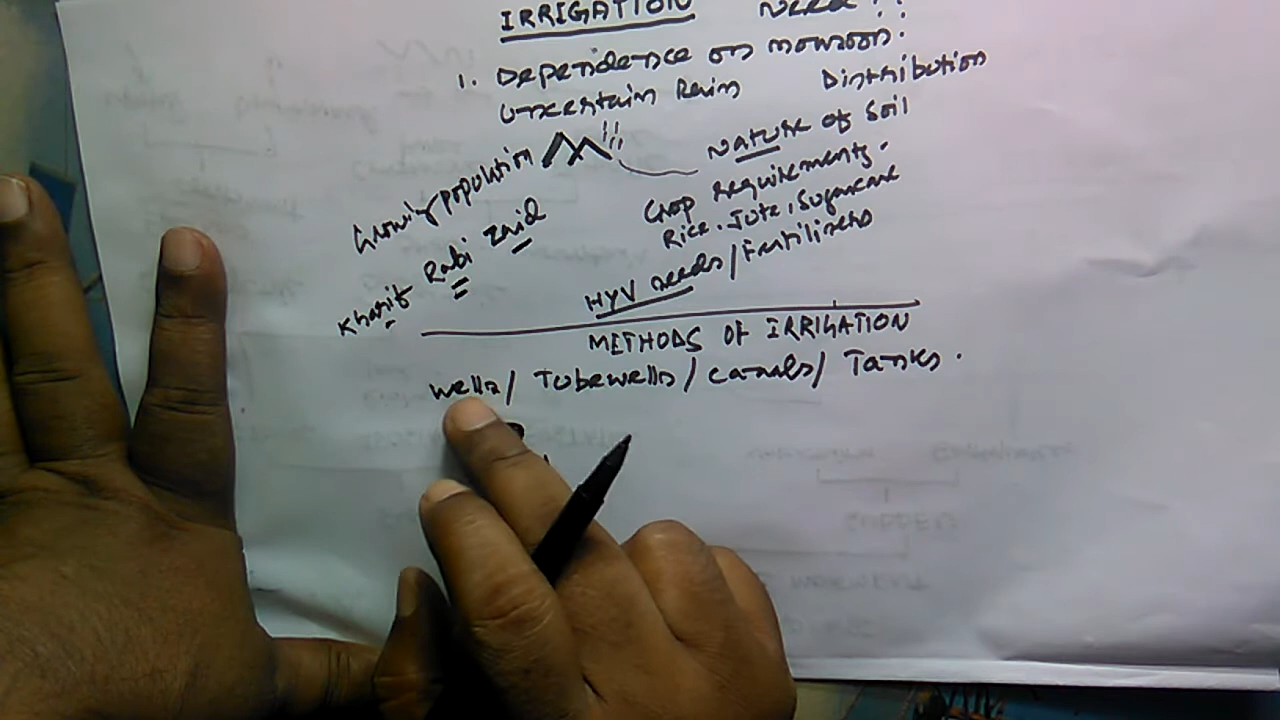 IRRIGATION Need ??
1. Dependence on monsoon.
Uncertain Rain Distribution
Growing population
Nature of Soil
Crop requirements.
Rice. Jute, Sugarcane
Kharif Rabi Zaid
HYV seeds/Fertilizers
METHODS OF IRRIGATION
Wells/ Tubewells/ canals/ Tanks.